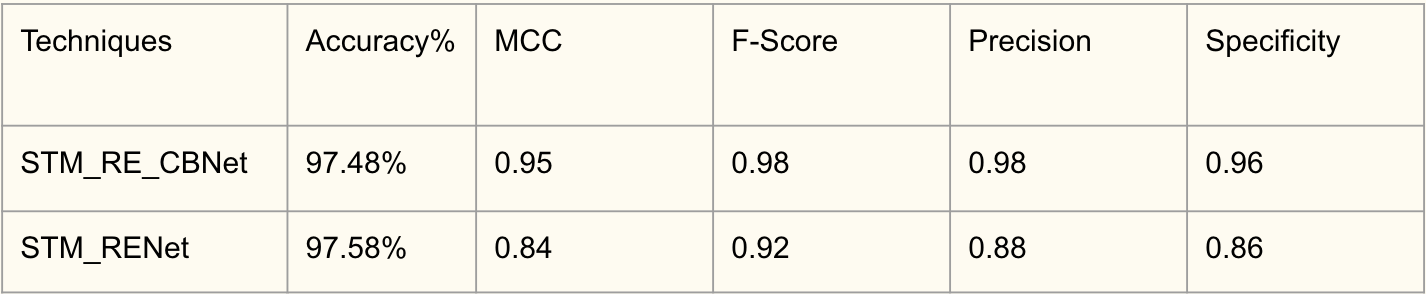 Techniques Accuracy% MCC F-Score Precision Specificity
STM_RE_CBNet 97.48% 0.95 0.98 0.98 0.96
STM_RENet 97.58% 0.84 0.92 0.88 0.86